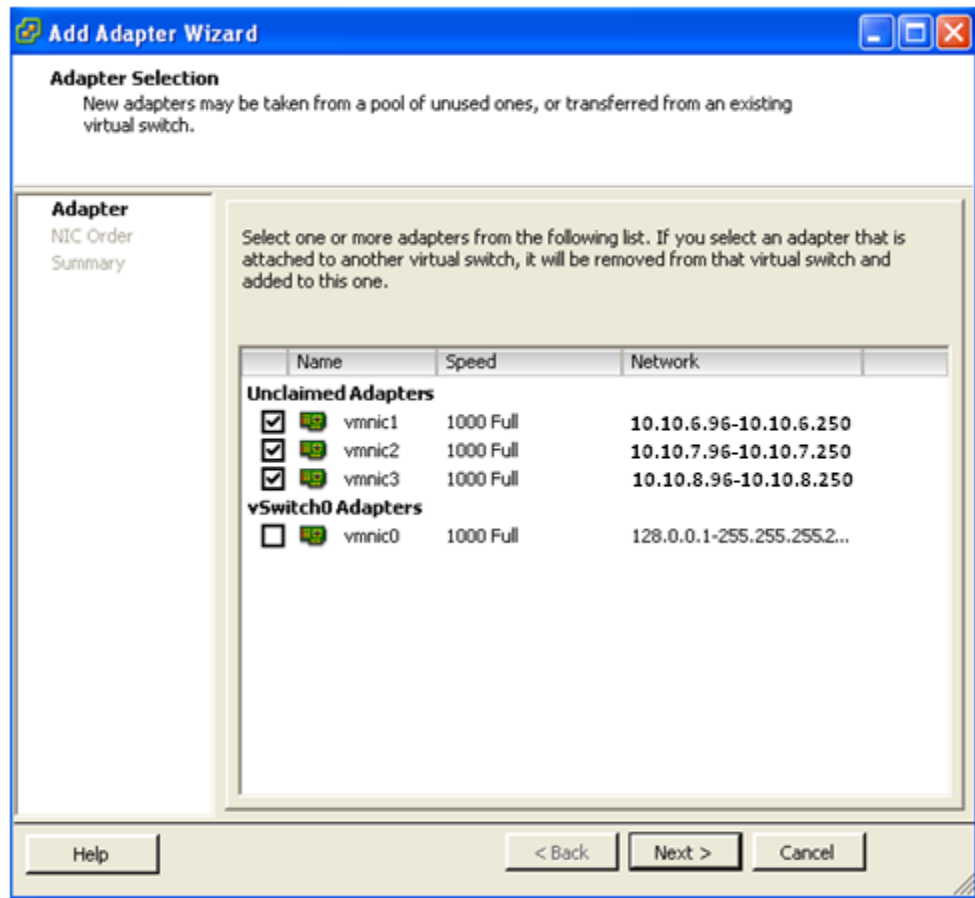 Add Adapter Wizard
Adapter Selection
New adapters may be taken from a pool of unused ones, or transferred from an existing
virtual switch.
Adapter
NIC Order
Summary
Select one or more adapters from the following list. If you select an adapter that is
attached to another virtual switch, it will be removed from that virtual switch and
added to this one.
Name Speed Network
Unclaimed Adapters
vmnic1 1000 Full 10.10.6.96-10.10.6.250
vmnic2 1000 Full 10.10.7.96-10.10.7.250
vmnic3 1000 Full 10.10.8.96-10.10.8.250
vSwitch0 Adapters
vmnic0 1000 Full 128.0.0.1-255.255.255.2...
Help < Back Next > Cancel